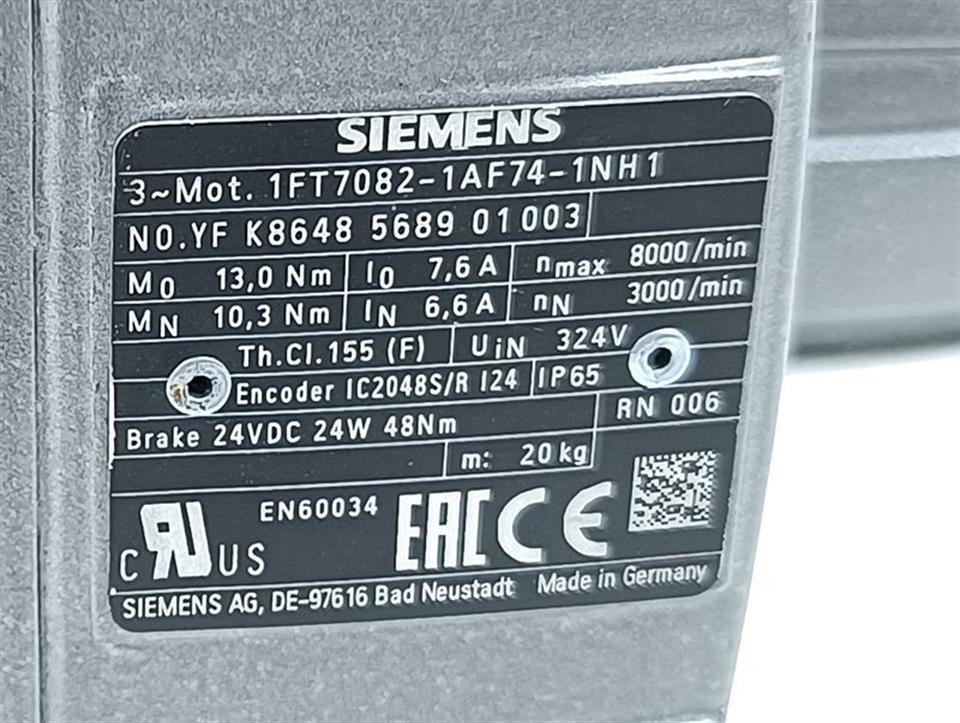 SIEMENS
3~Mot. 1FT7082-1AF74-1NH1
NO.YF K8648 5689 01 003
M0 13,0 Nm I0 7,6 A nmax 8000/min
MN 10,3 Nm IN 6,6 A nN 3000/min
Th.Cl.155 (F) UiN 324V
Encoder IC2048S/R I24 IP65
Brake 24VDC 24W 48Nm RN 006
m: 20kg
c RU US EN60034 EAC CE
SIEMENS AG, DE-97616 Bad Neustadt Made in Germany